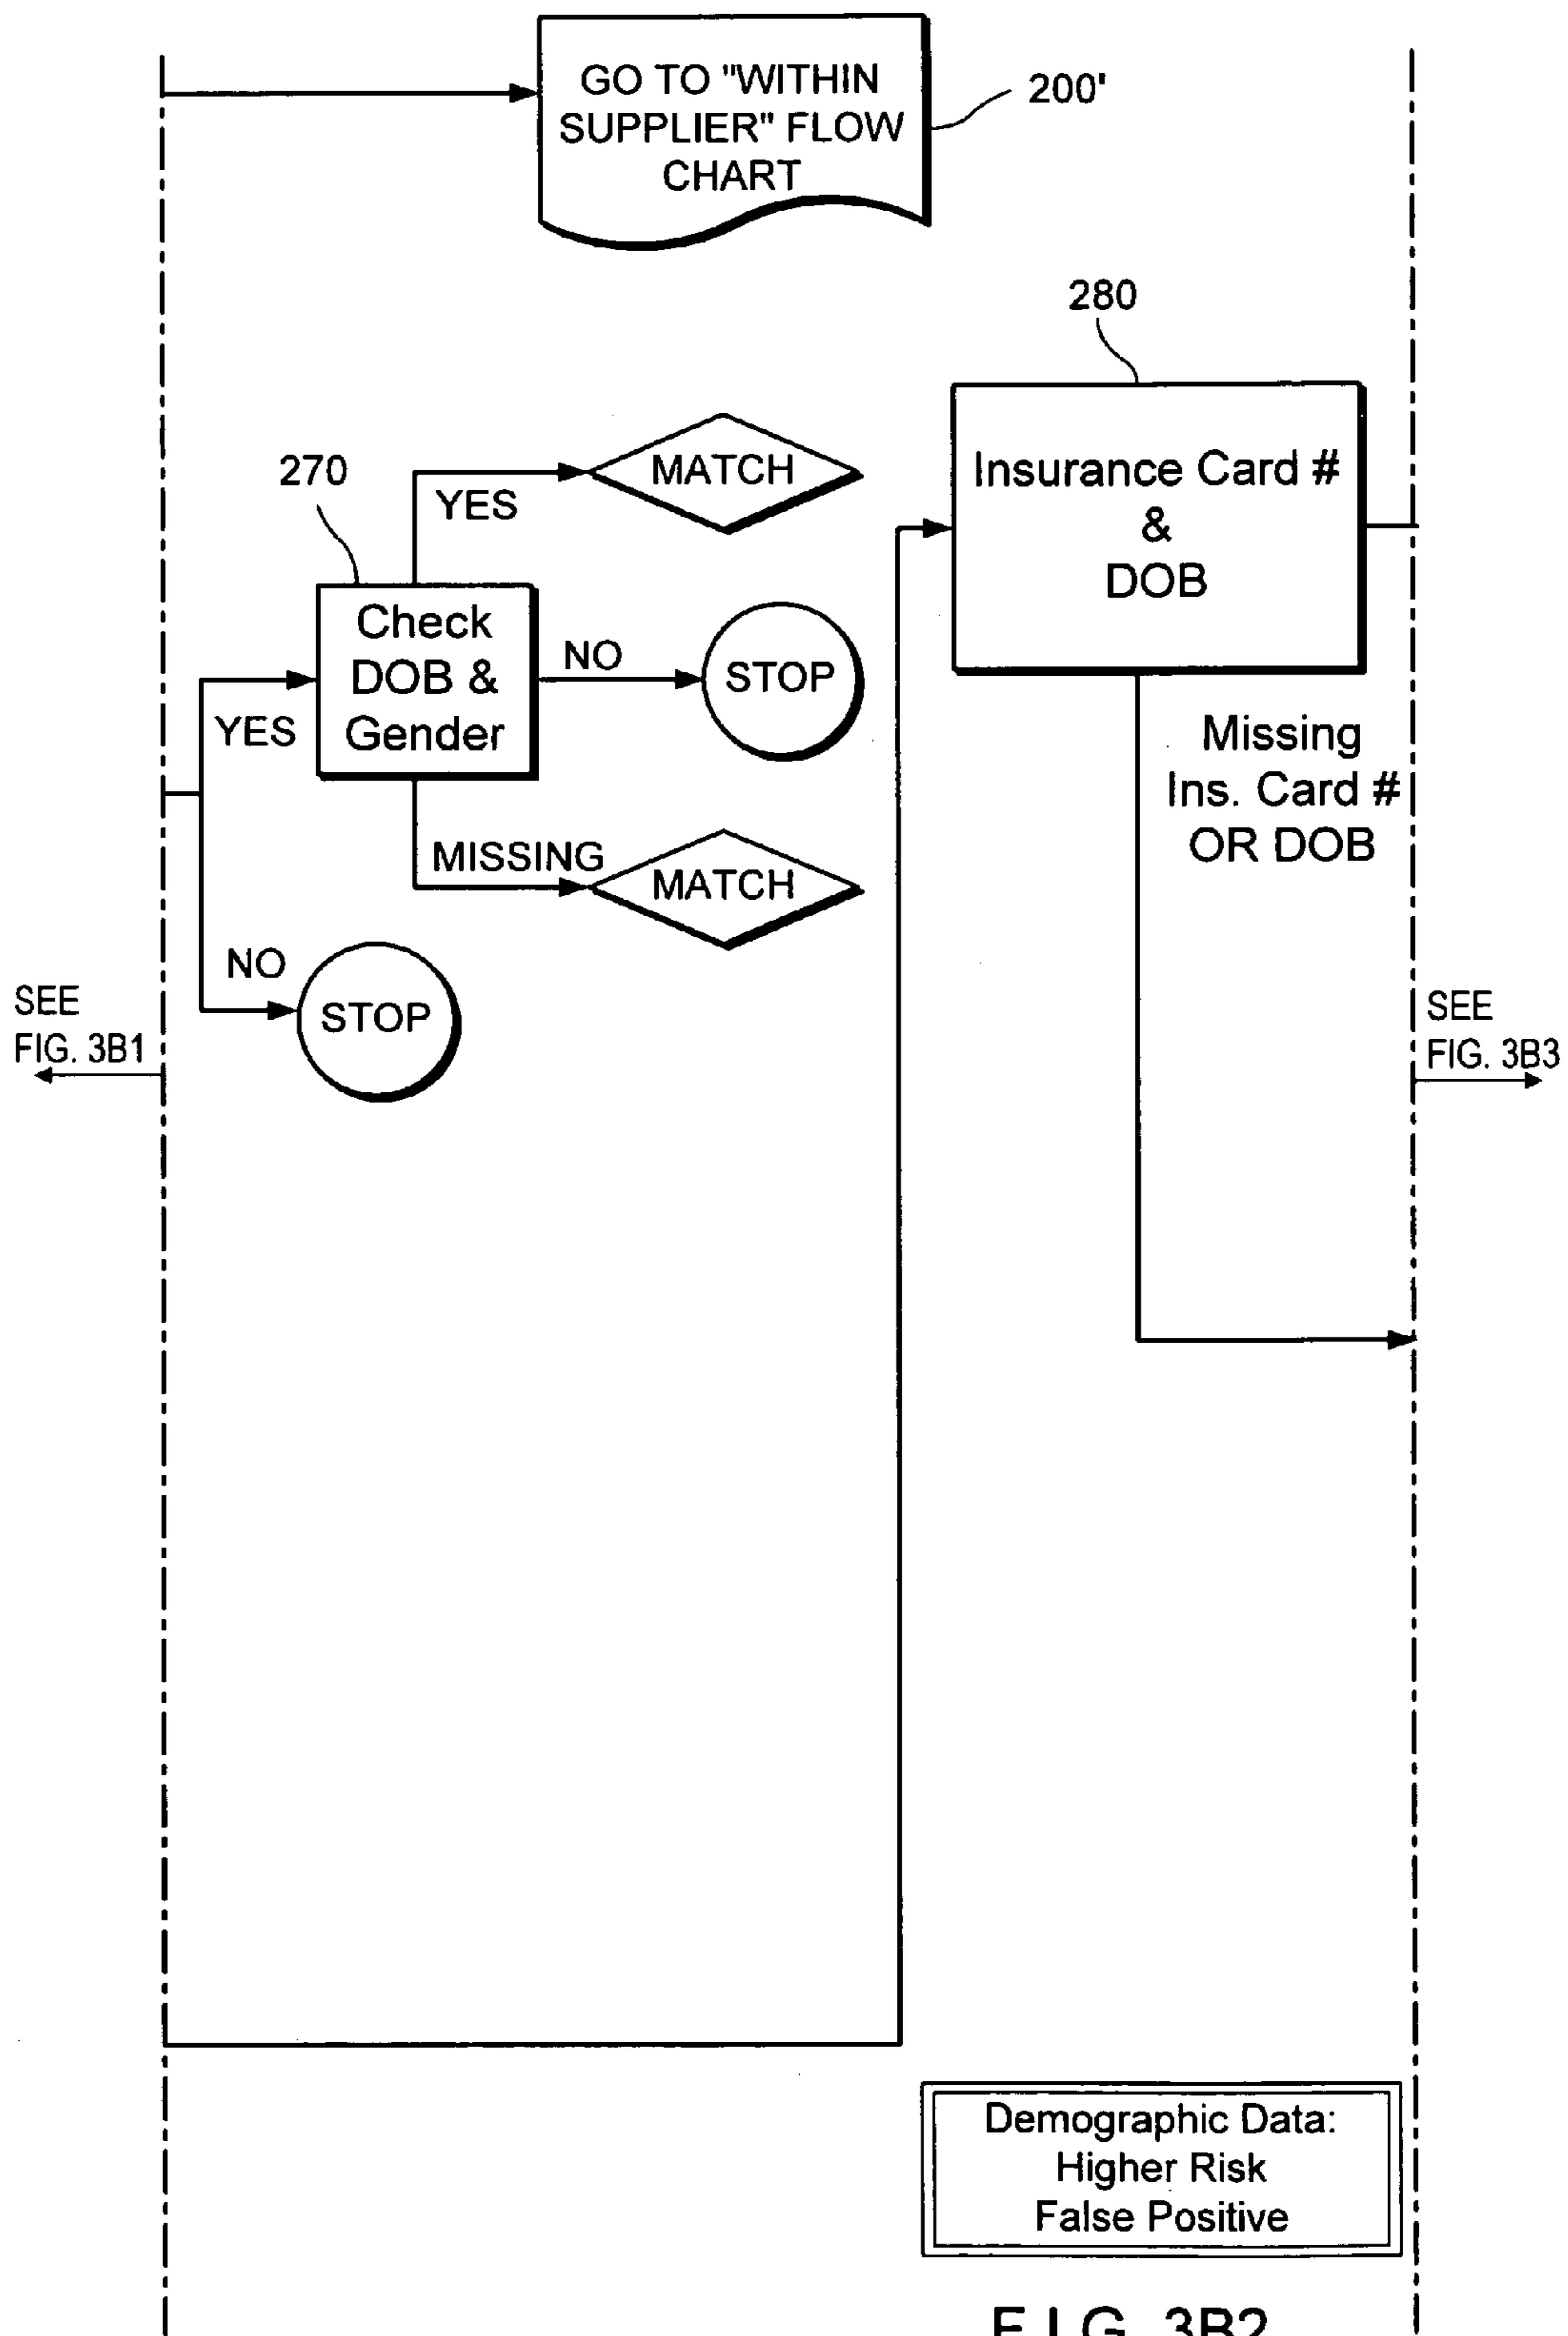 GO TO "WITHIN
SUPPLIER" FLOW
CHART
200'
280
Insurance Card #
&
DOB
270
YES
MATCH
Check
DOB &
Gender
NO
STOP
YES
Missing
Ins. Card #
OR DOB
MISSING
MATCH
NO
STOP
SEE
FIG. 3B1
SEE
FIG. 3B3
Demographic Data:
Higher Risk
False Positive
FIG. 3B2